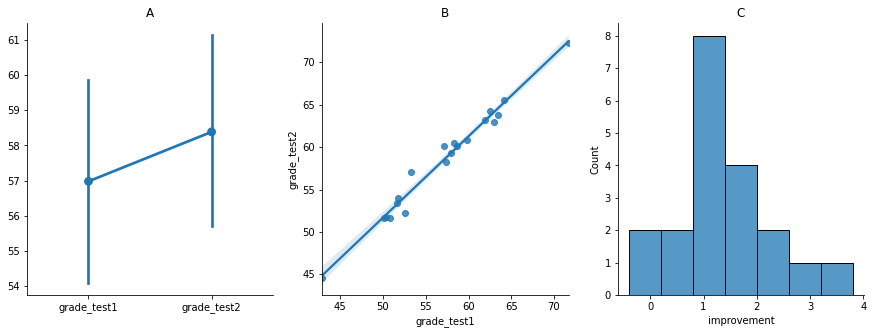 A
61
60
59
58
57
56
55
54
grade_test1 grade_test2
B
70
65
60
55
50
45
grade_test2
45 50 55 60 65 70
grade_test1
C
8
7
6
5
4
3
2
1
0
Count
0 1 2 3 4
improvement